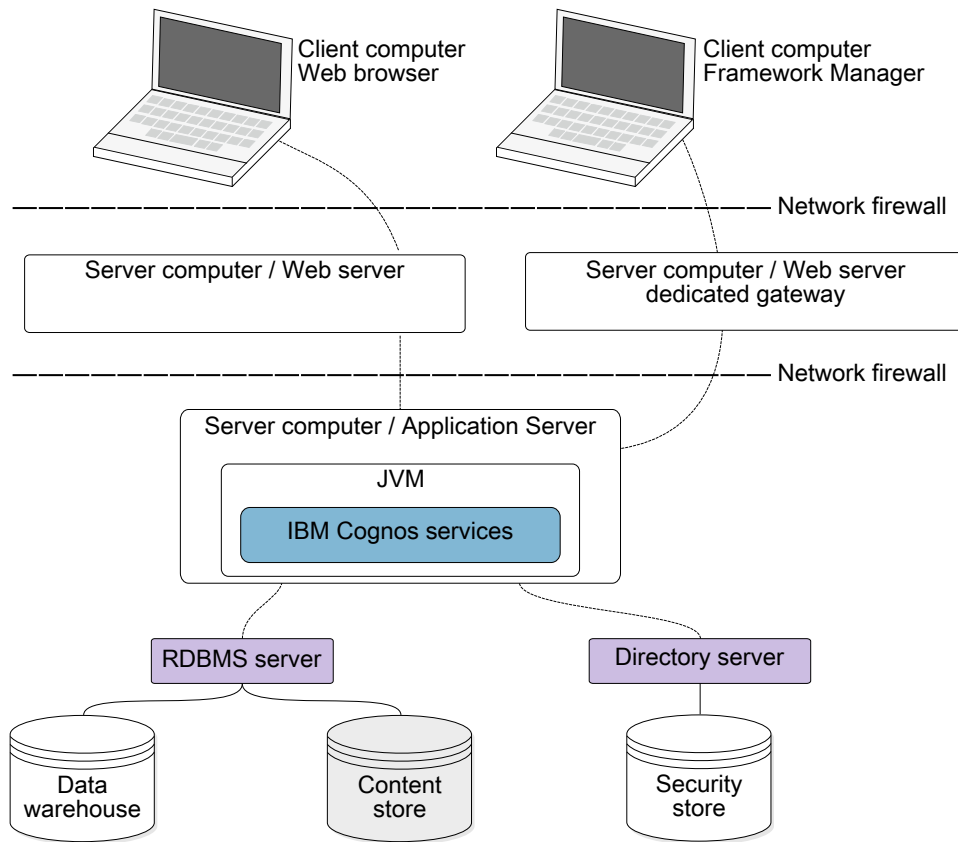 Client computer
Web browser
Client computer
Framework Manager
Network firewall
Server computer / Web server
Server computer / Web server
dedicated gateway
Network firewall
Server computer / Application Server
JVM
IBM Cognos services
RDBMS server
Directory server
Data
warehouse
Content
store
Security
store